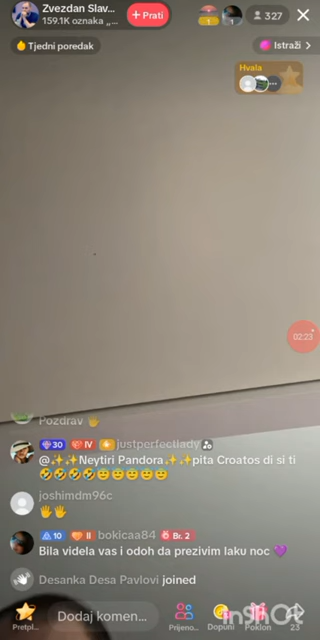 Zvezdan Slav...
159.1K oznaka „...
+ Prati
1
1
327
Tjedni poredak
Istraži >
Hvala
02:23
Pozdrav 🖐
30 IV justperfectlady
@✨✨Neytiri Pandora✨✨pita Croatos di si ti
🤣🤣🤣🤣😊😊😊😊😊
joshimdm96c
🖐🖐
10 II bokicaa84 Br. 2
Bila videla vas i odoh da prezivim laku noc 💜
Desanka Desa Pavlovi joined
Dodaj komen...
Pretpl...
Prijeno...
Dopuni
Poklon
23
InShOt